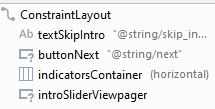 ConstraintLayout
Ab textSkipIntro "@string/skip_in...
buttonNext "@string/next"
indicatorsContainer (horizontal)
introSliderViewpager